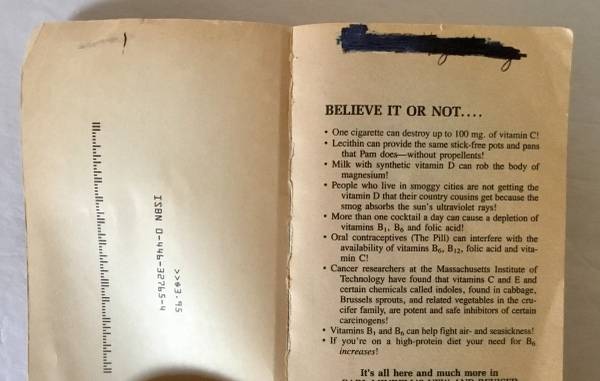 ISBN 0-446-32765-4
>>$3.95
BELIEVE IT OR NOT....
• One cigarette can destroy up to 100 mg. of vitamin C!
• Lecithin can provide the same stick-free pots and pans
that Pam does—without propellents!
• Milk with synthetic vitamin D can rob the body of
magnesium!
• People who live in smoggy cities are not getting the
vitamin D that their country cousins get because the
smog absorbs the sun's ultraviolet rays!
• More than one cocktail a day can cause a depletion of
vitamins B₁, B₆ and folic acid!
• Oral contraceptives (The Pill) can interfere with the
availability of vitamins B₆, B₁₂, folic acid and vita-
min C!
• Cancer researchers at the Massachusetts Institute of
Technology have found that vitamins C and E and
certain chemicals called indoles, found in cabbage,
Brussels sprouts, and related vegetables in the cru-
cifer family, are potent and safe inhibitors of certain
carcinogens!
• Vitamins B₁ and B₆ can help fight air- and seasickness!
• If you're on a high-protein diet your need for B₆
increases!
It's all here and much more in